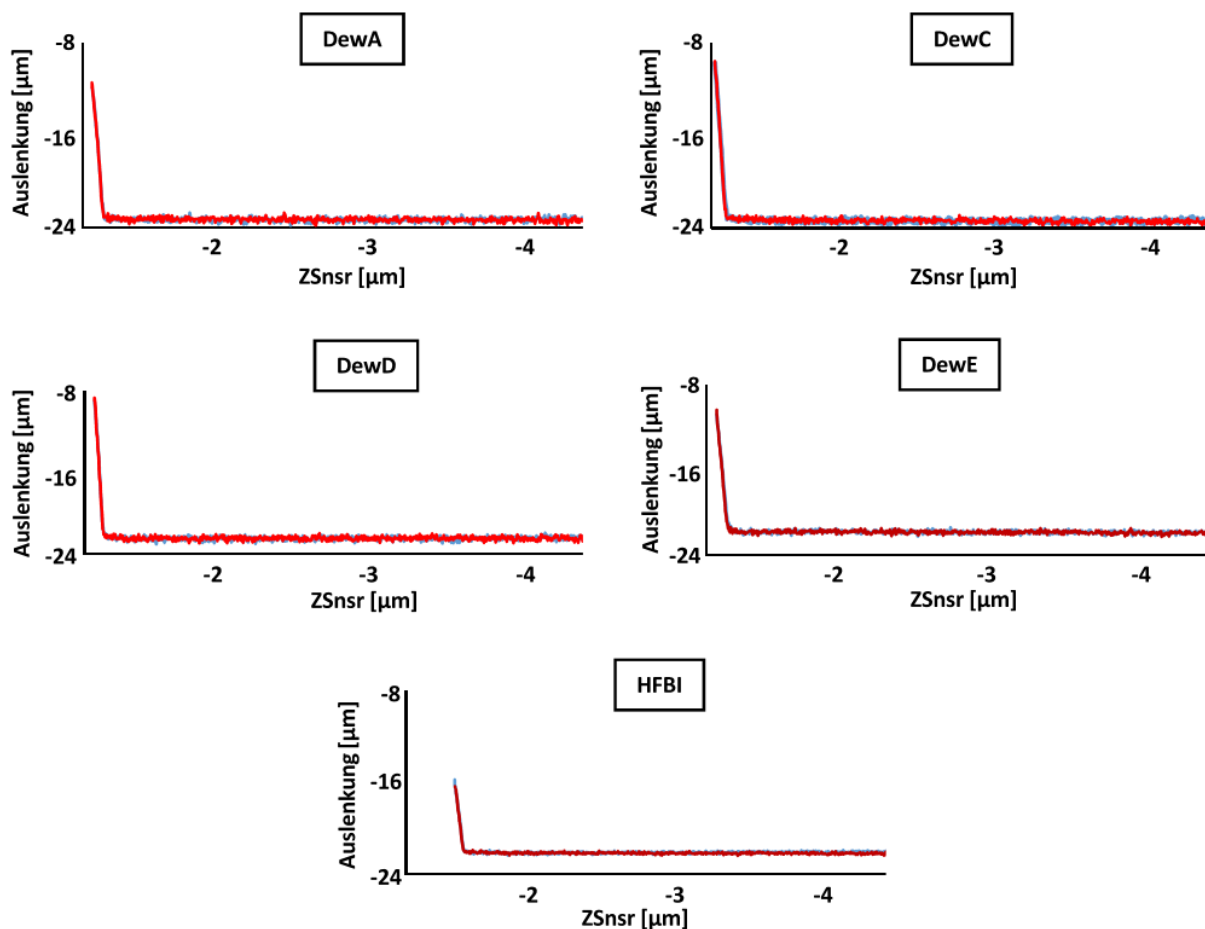 DewA
Auslenkung [µm]
-8
-16
-24
-2 -3 -4
ZSnsr [µm]
DewC
Auslenkung [µm]
-8
-16
-24
-2 -3 -4
ZSnsr [µm]
DewD
Auslenkung [µm]
-8
-16
-24
-2 -3 -4
ZSnsr [µm]
DewE
Auslenkung [µm]
-8
-16
-24
-2 -3 -4
ZSnsr [µm]
HFBI
Auslenkung [µm]
-8
-16
-24
-2 -3 -4
ZSnsr [µm]